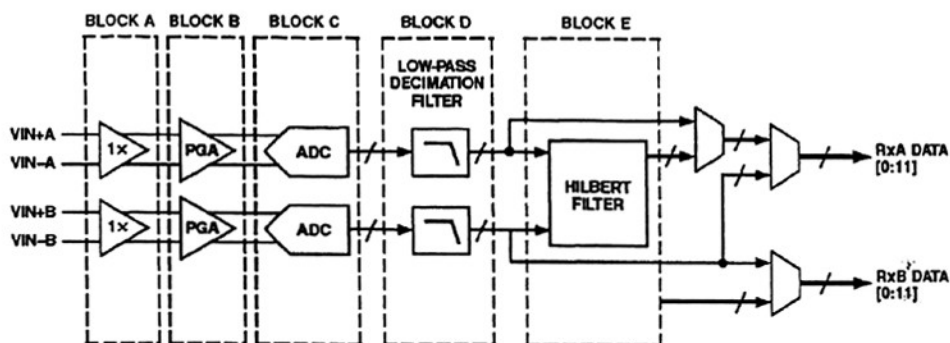 BLOCK A BLOCK B BLOCK C BLOCK D BLOCK E
LOW-PASS
DECIMATION
FILTER
VIN+A
VIN–A
1×
PGA
ADC
VIN+B
VIN–B
1×
PGA
ADC
HILBERT
FILTER
RxA DATA
[0:11]
RxB DATA
[0:11]